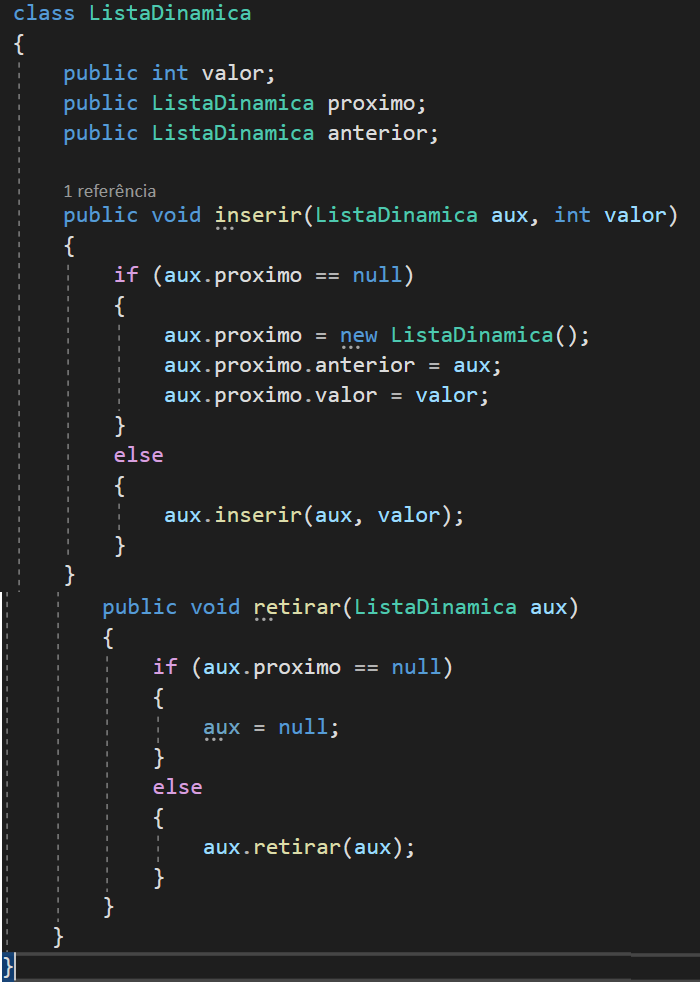 class ListaDinamica
{
public int valor;
public ListaDinamica proximo;
public ListaDinamica anterior;
1 referência
public void inserir(ListaDinamica aux, int valor)
{
if (aux.proximo == null)
{
aux.proximo = new ListaDinamica();
aux.proximo.anterior = aux;
aux.proximo.valor = valor;
}
else
{
aux.inserir(aux, valor);
}
}
public void retirar(ListaDinamica aux)
{
if (aux.proximo == null)
{
aux = null;
}
else
{
aux.retirar(aux);
}
}
}
}